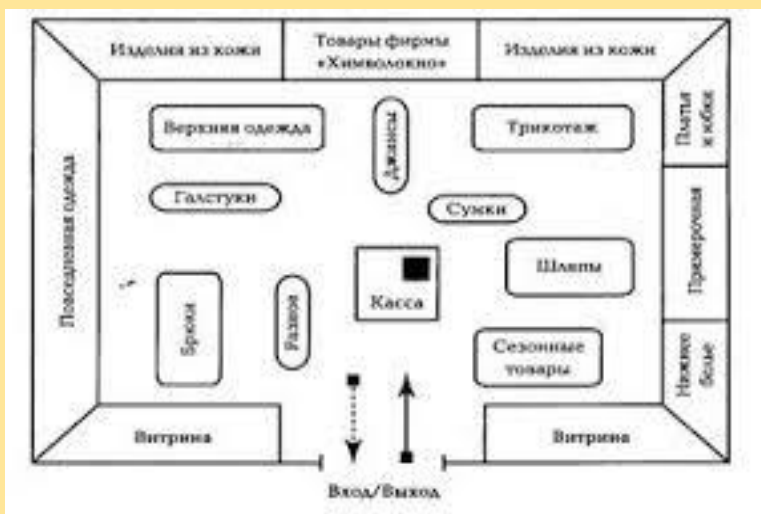 Изделия из кожи
Товары фирмы
«Химволокно»
Изделия из кожи
Верхняя одежда
Джинсы
Трикотаж
Платья
и юбки
Повседневная одежда
Галстуки
Сумки
Примерочная
Шляпы
Касса
Брюки
Разное
Сезонные
товары
Нижнее
белье
Витрина
Витрина
Вход/Выход